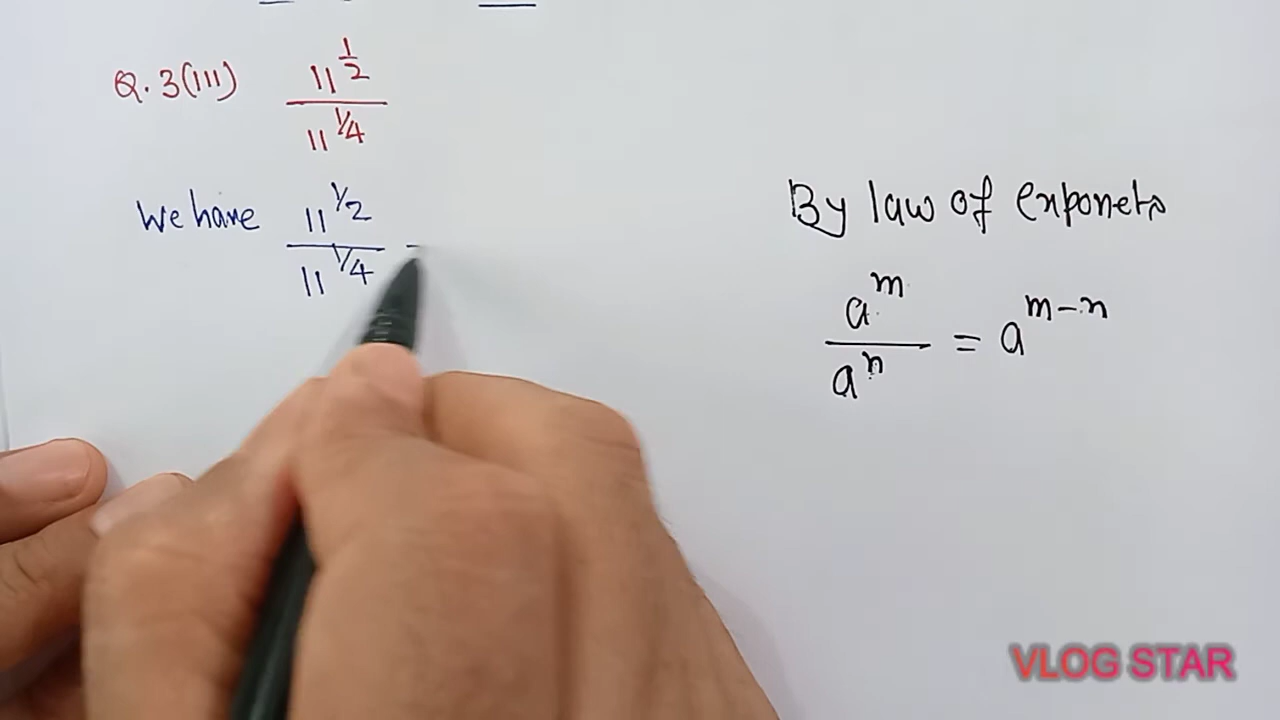 Q. 3(iii) 11^1/2 / 11^1/4
We have 11^1/2 / 11^1/4
By law of exponets
a^m / a^n = a^m-n
VLOG STAR